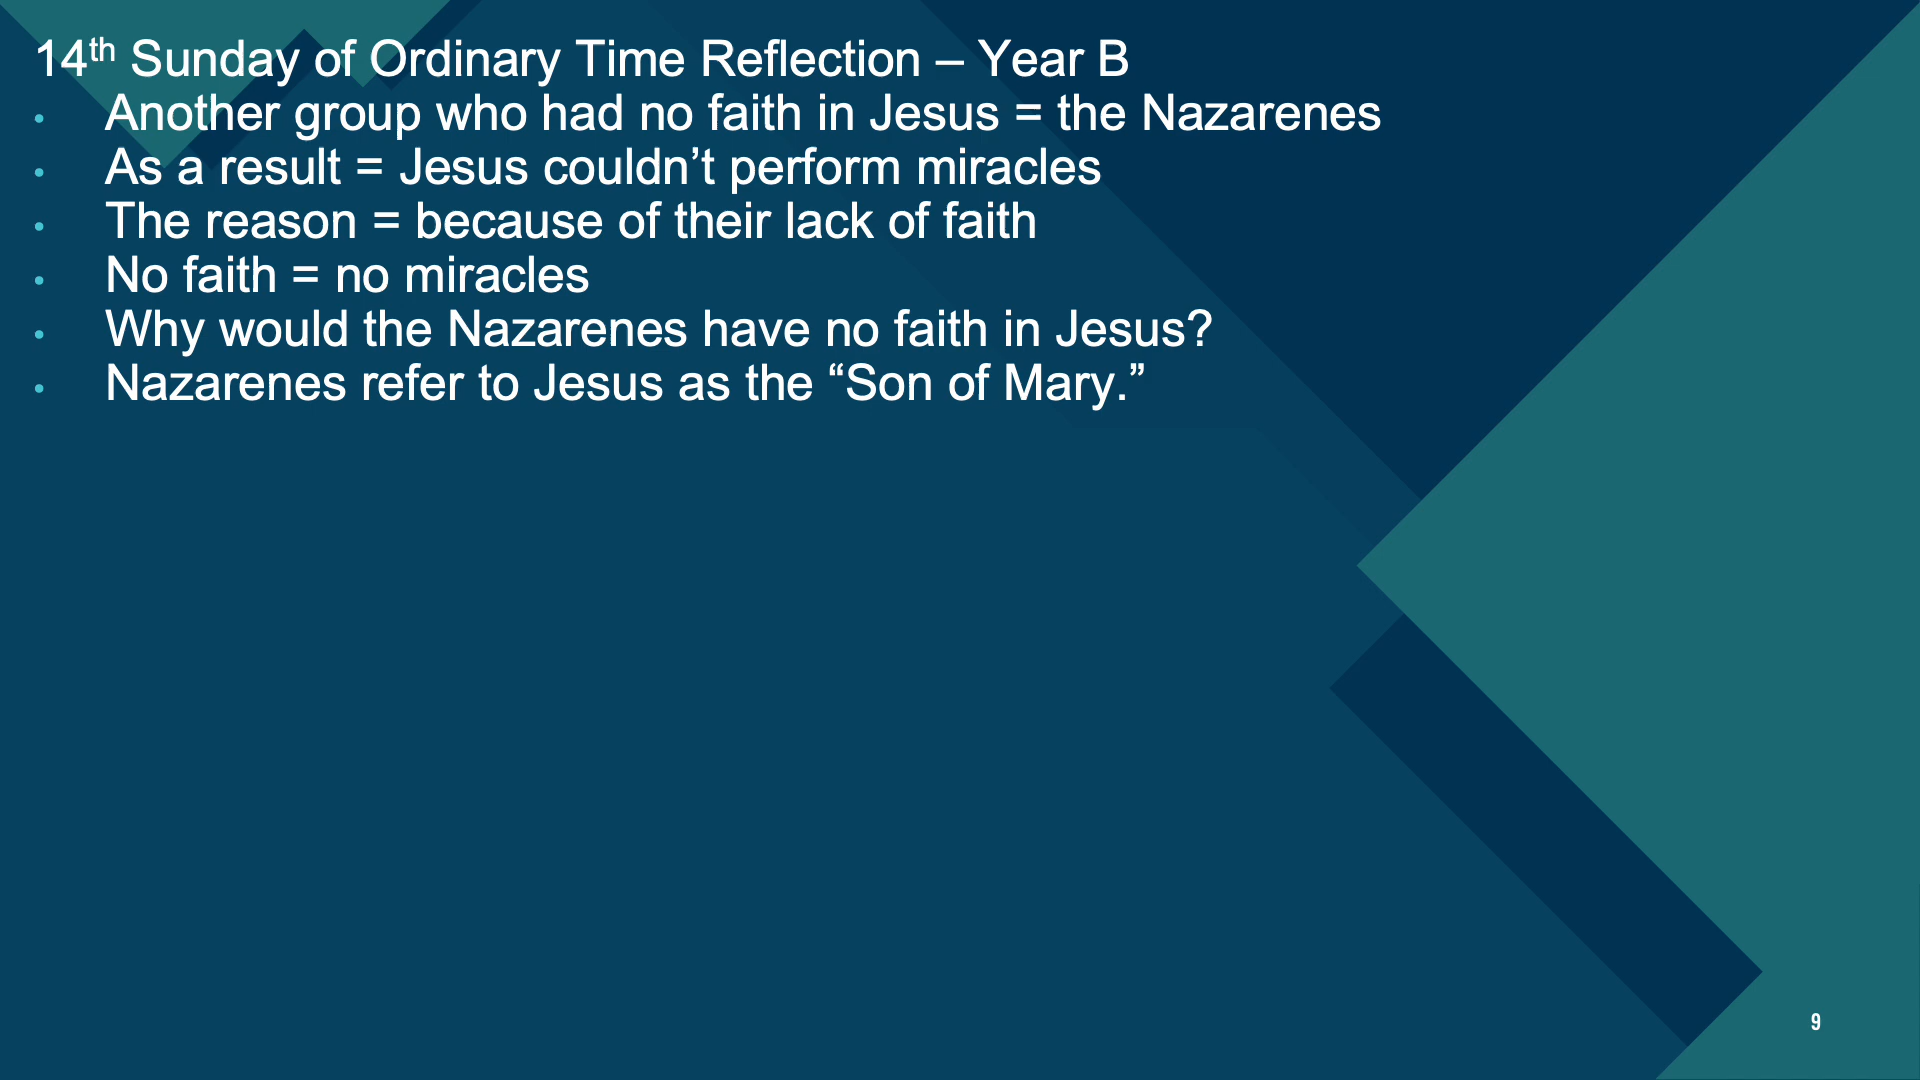 14th Sunday of Ordinary Time Reflection – Year B
• Another group who had no faith in Jesus = the Nazarenes
• As a result = Jesus couldn’t perform miracles
• The reason = because of their lack of faith
• No faith = no miracles
• Why would the Nazarenes have no faith in Jesus?
• Nazarenes refer to Jesus as the “Son of Mary.”
9